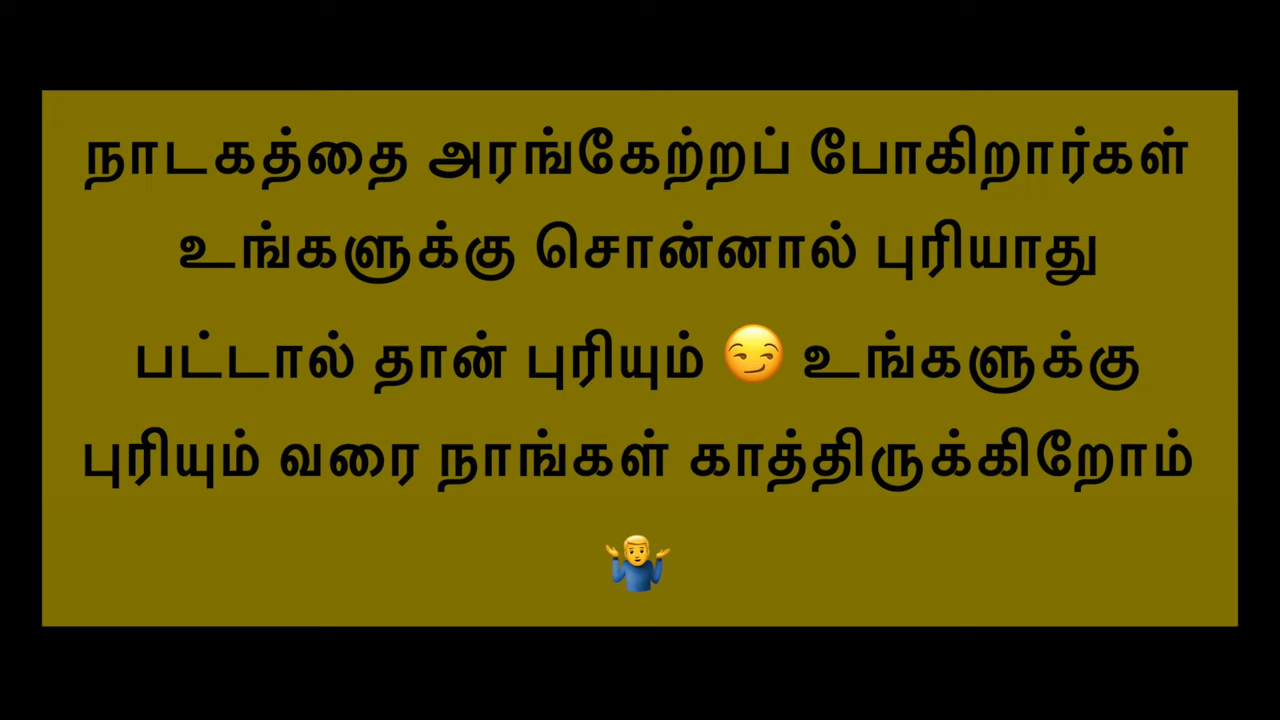 நாடகத்தை அரங்கேற்றப் போகிறார்கள்
உங்களுக்கு சொன்னால் புரியாது
பட்டால் தான் புரியும் 😏 உங்களுக்கு
புரியும் வரை நாங்கள் காத்திருக்கிறோம்
🤷‍♂️